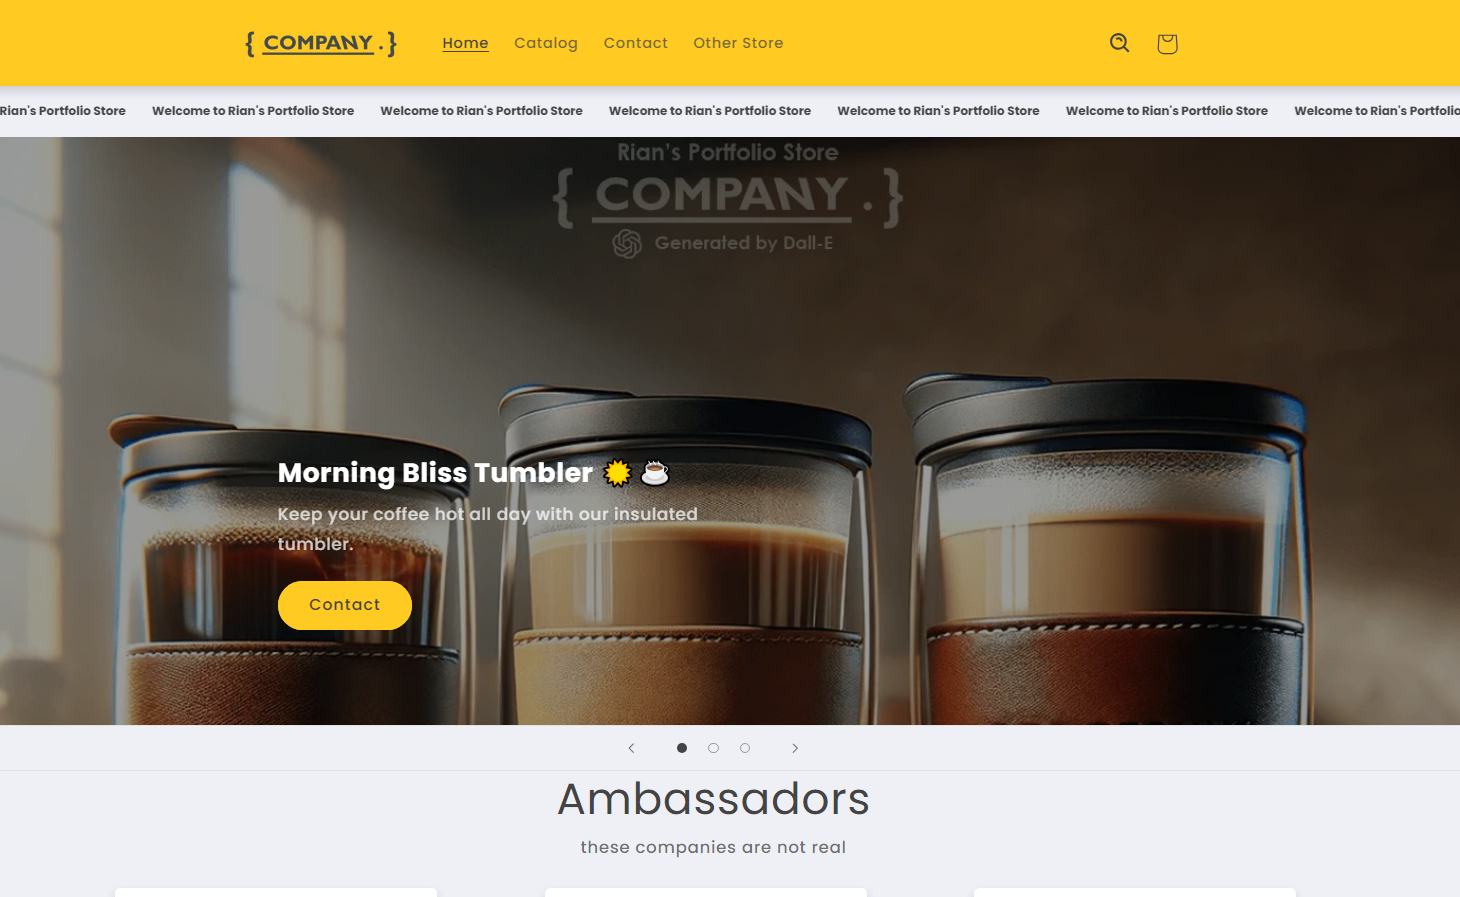 { COMPANY . }
Home Catalog Contact Other Store
Rian's Portfolio Store Welcome to Rian's Portfolio Store Welcome to Rian's Portfolio Store Welcome to Rian's Portfolio Store Welcome to Rian's Portfolio Store Welcome to Rian's Portfolio Store Welcome to Rian's Portfolio
Rian's Portffolio Store
{ COMPANY . }
Generated by Dall-E
Morning Bliss Tumbler
Keep your coffee hot all day with our insulated
tumbler.
Contact
Ambassadors
these companies are not real